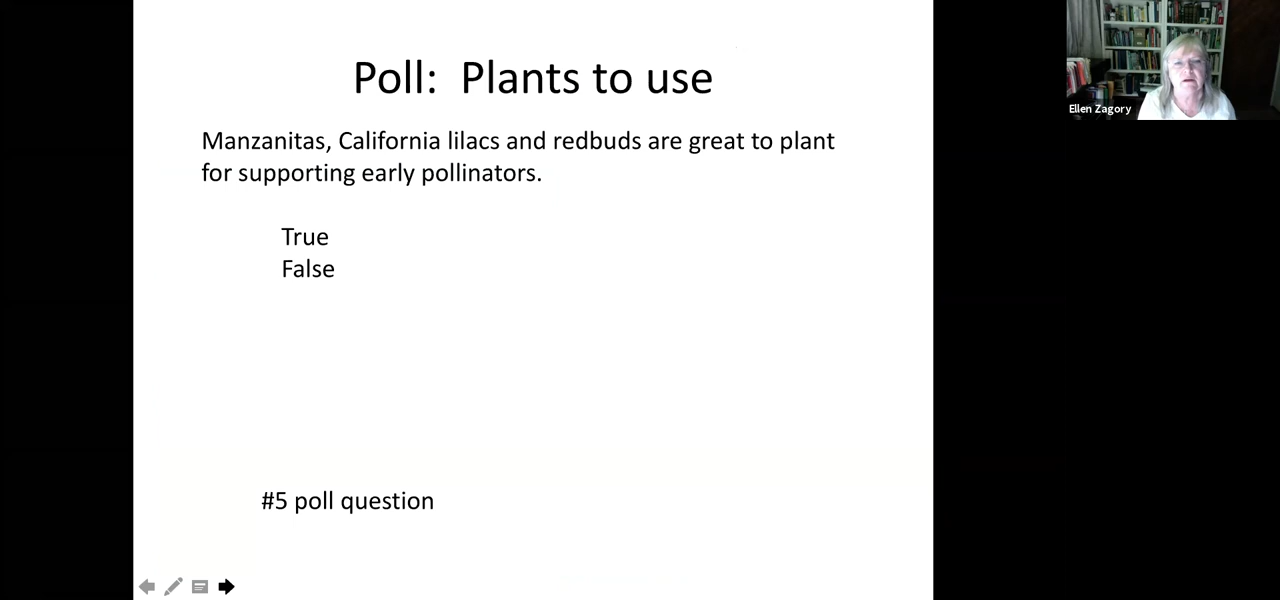 Poll:  Plants to use
Manzanitas, California lilacs and redbuds are great to plant
for supporting early pollinators.
True
False
#5 poll question
Ellen Zagory